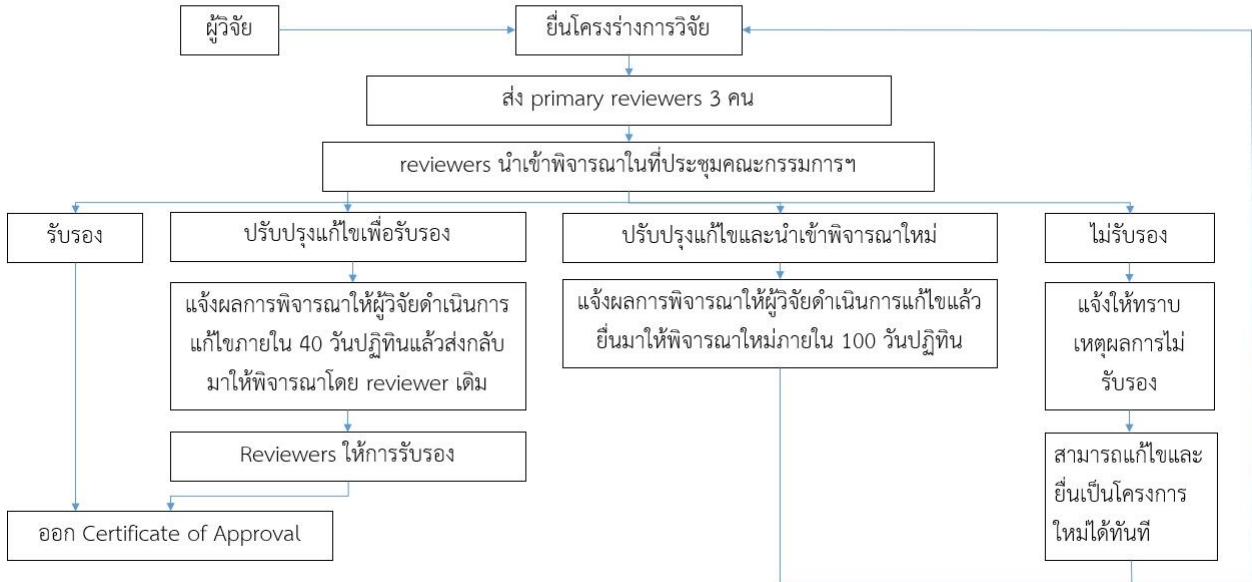 ผู้วิจัย
ยื่นโครงร่างการวิจัย
ส่ง primary reviewers 3 คน
reviewers นำเข้าพิจารณาในที่ประชุมคณะกรรมการฯ
รับรอง
ปรับปรุงแก้ไขเพื่อรับรอง
ปรับปรุงแก้ไขและนำเข้าพิจารณาใหม่
ไม่รับรอง
แจ้งผลการพิจารณาให้ผู้วิจัยดำเนินการ
แก้ไขภายใน 40 วันปฏิทินแล้วส่งกลับ
มาให้พิจารณาโดย reviewer เดิม
แจ้งผลการพิจารณาให้ผู้วิจัยดำเนินการแก้ไขแล้ว
ยื่นมาให้พิจารณาใหม่ภายใน 100 วันปฏิทิน
แจ้งให้ทราบ
เหตุผลการไม่
รับรอง
Reviewers ให้การรับรอง
สามารถแก้ไขและ
ยื่นเป็นโครงการ
ใหม่ได้ทันที
ออก Certificate of Approval